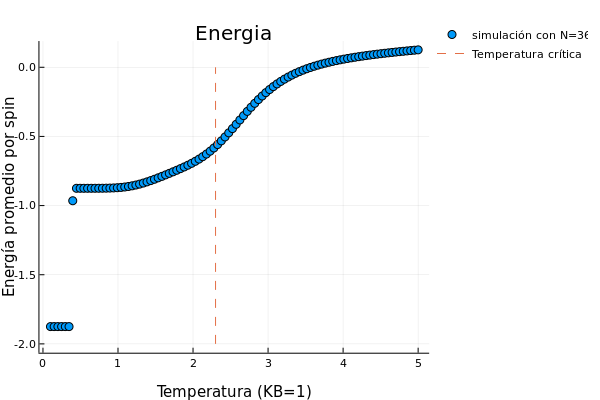 Energia
simulación con N=36
Temperatura crítica
Energía promedio por spin
0.0
-0.5
-1.0
-1.5
-2.0
0 1 2 3 4 5
Temperatura (KB=1)